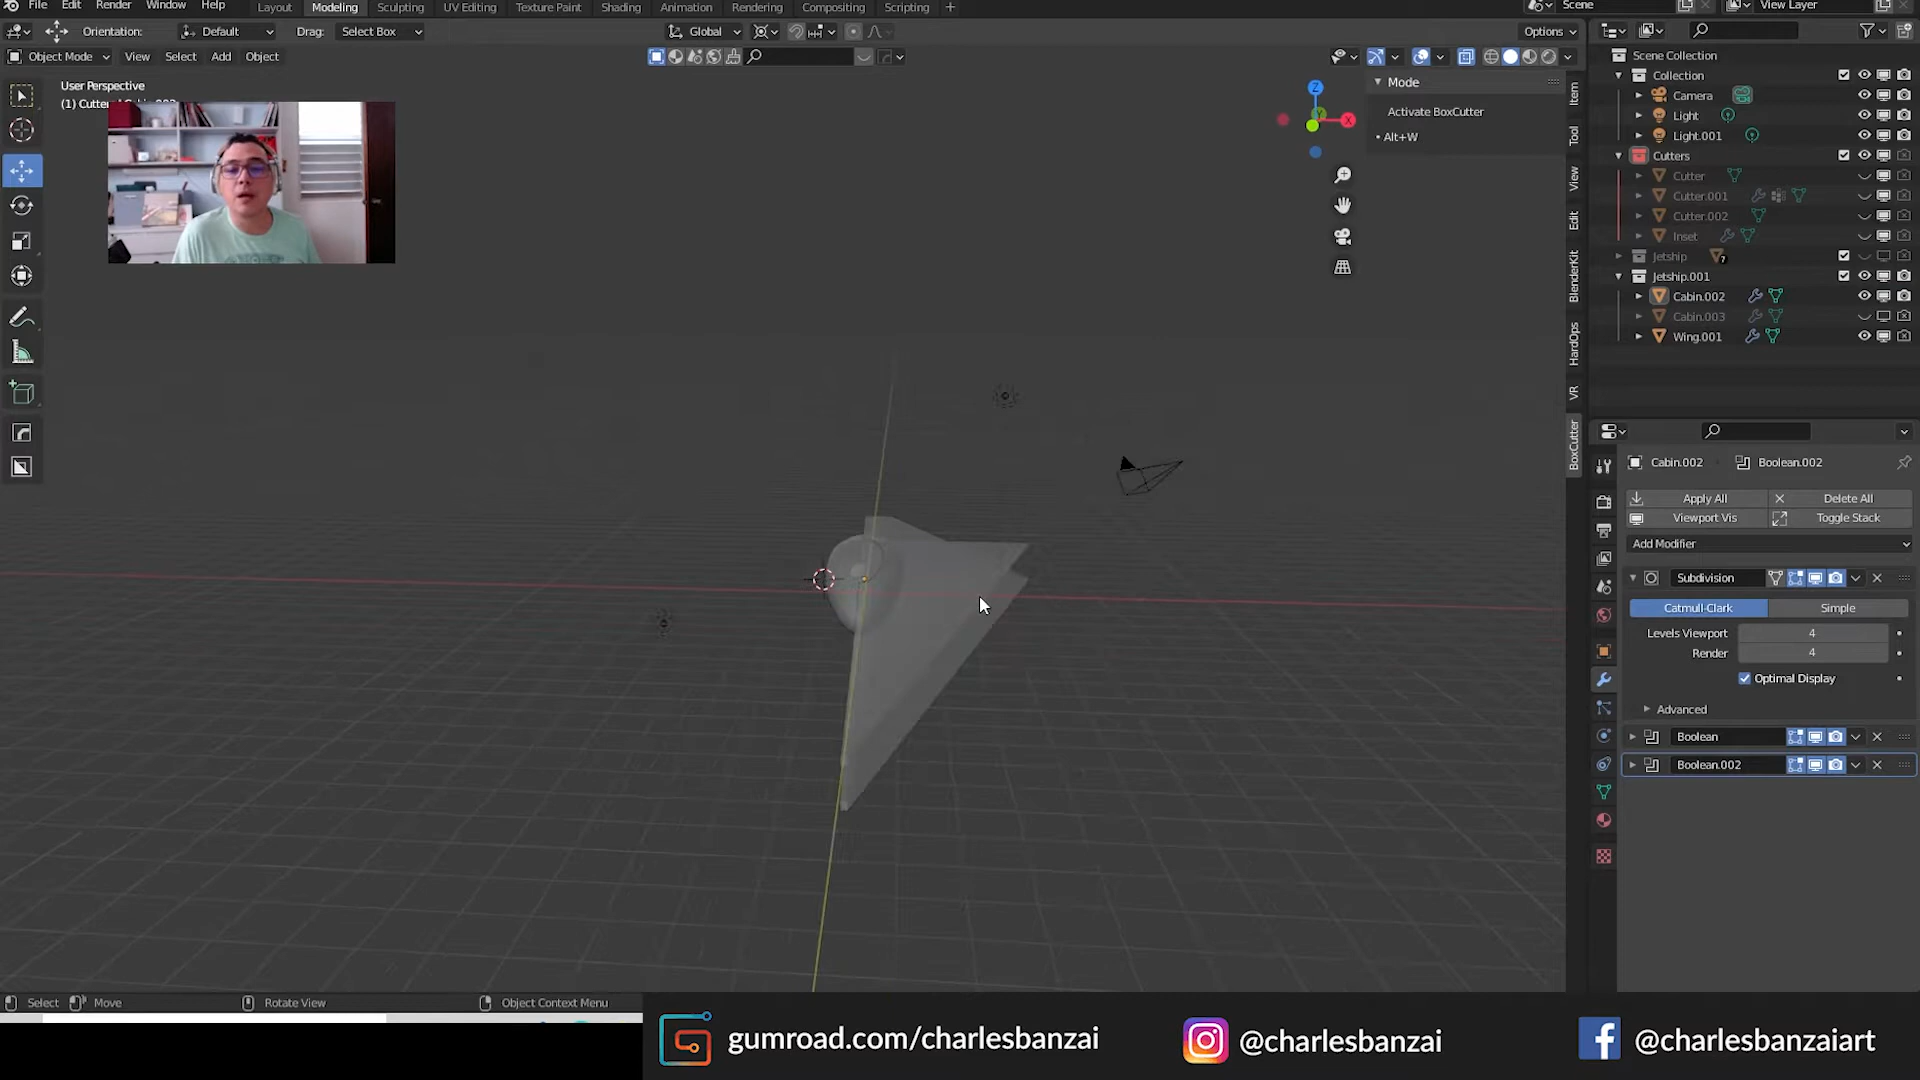 File Edit Render Window Help Layout Modeling Sculpting UV Editing Texture Paint Shading Animation Rendering Compositing Scripting + Scene View Layer
Orientation: Default Drag: Select Box Global Options
Object Mode View Select Add Object
User Perspective
Mode
Activate BoxCutter
• Alt+W
Z
X
Item
Tool
View
Edit
BlenderKit
HardOps
VR
BoxCutter
Scene Collection
Collection
Camera
Light
Light.001
Cutters
Cutter
Cutter.001
Cutter.002
Inset
Jetship
Jetship.001
Cabin.002
Cabin.003
Wing.001
Cabin.002 Boolean.002
Apply All Delete All
Viewport Vis Toggle Stack
Add Modifier
Subdivision
Catmull-Clark Simple
Levels Viewport 4
Render 4
Optimal Display
Advanced
Boolean
Boolean.002
Select Move Rotate View Object Context Menu
gumroad.com/charlesbanzai @charlesbanzai @charlesbanzaiart